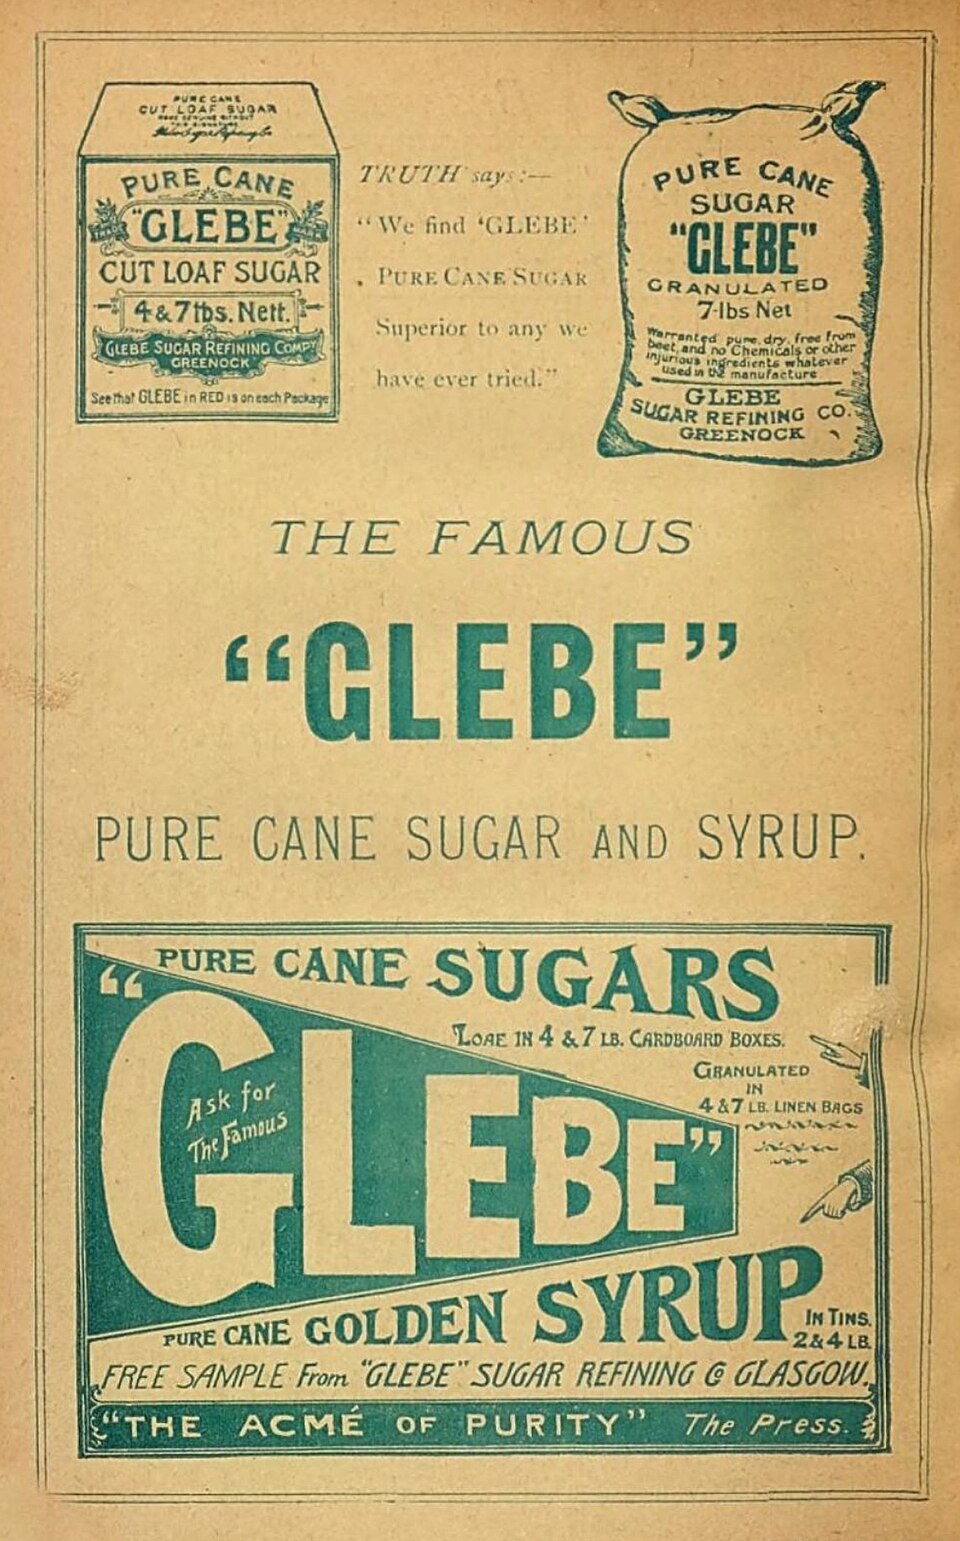 PURE CANE
CUT LOAF SUGAR
PURE CANE
"GLEBE"
CUT LOAF SUGAR
4 & 7 lbs. Nett.
GLEBE SUGAR REFINING COMPY
GREENOCK
See that GLEBE in RED is on each Package
TRUTH says:—
"We find 'GLEBE'
PURE CANE SUGAR
Superior to any we
have ever tried."
PURE CANE
SUGAR
"GLEBE"
GRANULATED
7-lbs Net
Warranted pure, dry, free from
beet, and no Chemicals or other
injurious ingredients whatever
used in the manufacture
GLEBE
SUGAR REFINING CO.
GREENOCK
THE FAMOUS
"GLEBE"
PURE CANE SUGAR AND SYRUP.
PURE CANE SUGARS
LOAF IN 4 & 7 LB. CARDBOARD BOXES.
GRANULATED
IN
4 & 7 LB. LINEN BAGS
Ask for
The Famous
"GLEBE"
PURE CANE GOLDEN SYRUP
IN TINS.
2 & 4 LB.
FREE SAMPLE From "GLEBE" SUGAR REFINING Co GLASGOW.
"THE ACMÉ OF PURITY" The Press.